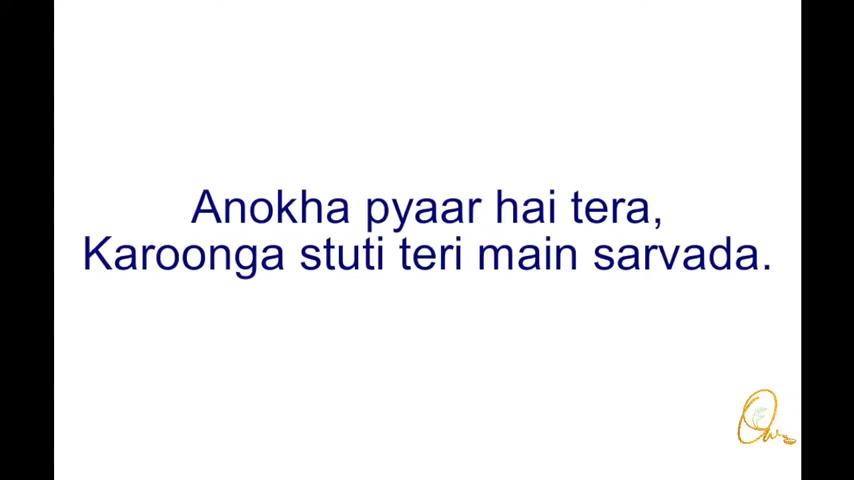 Anokha pyaar hai tera,
Karoonga stuti teri main sarvada.